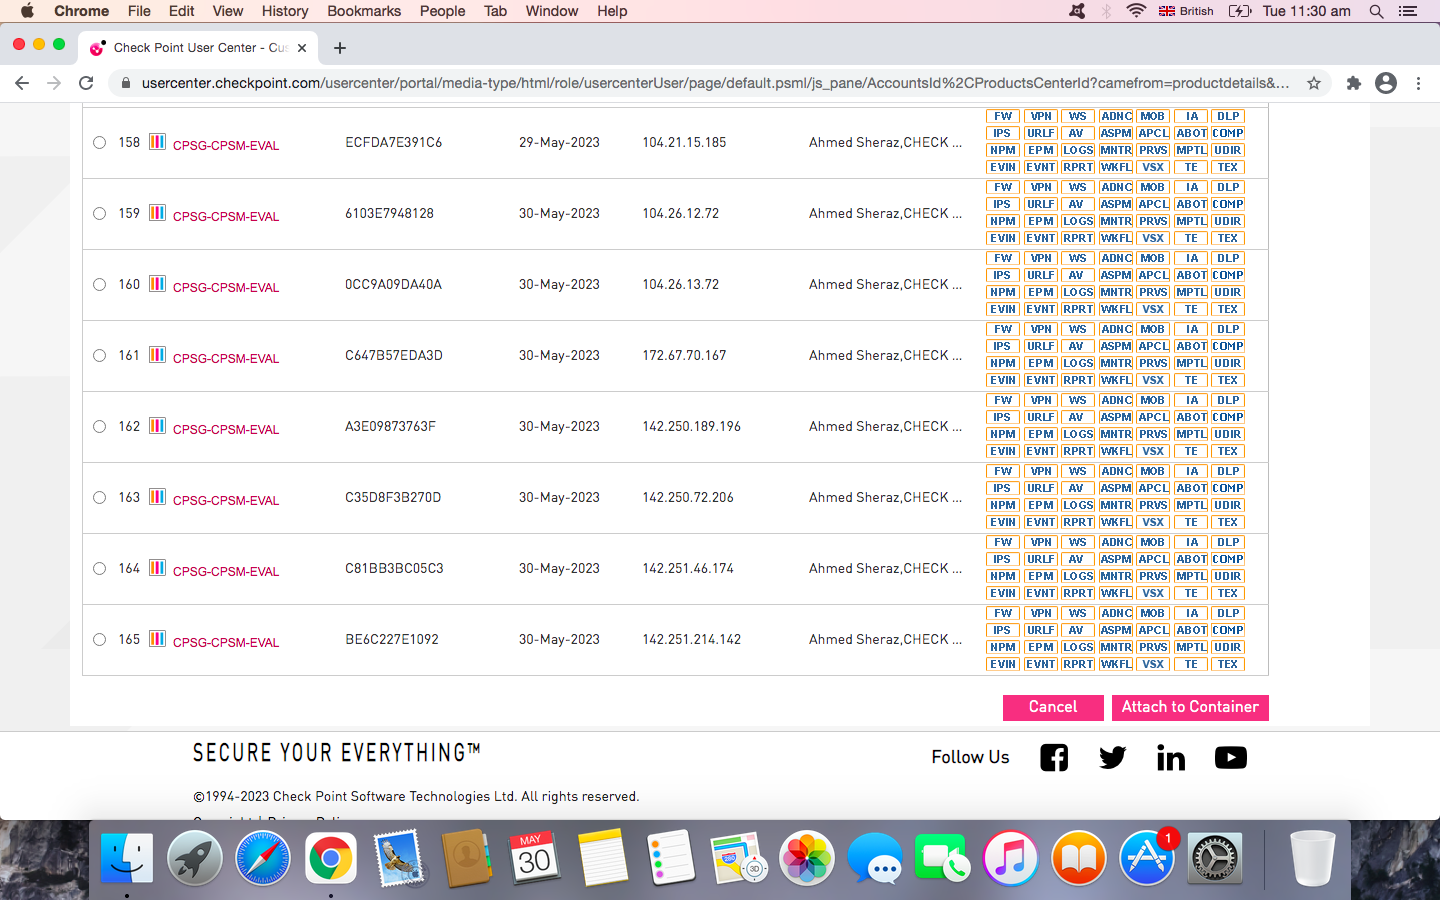 Chrome File Edit View History Bookmarks People Tab Window Help British Tue 11:30 am
Check Point User Center - Cus
usercenter.checkpoint.com/usercenter/portal/media-type/html/role/usercenterUser/page/default.psml/js_pane/AccountsId%2CProductsCenterId?camefrom=productdetails&...
FW VPN WS ADNC MOB IA DLP
158 CPSG-CPSM-EVAL ECFDA7E391C6 29-May-2023 104.21.15.185 Ahmed Sheraz,CHECK ... IPS URLF AV ASPM APCL ABOT COMP
NPM EPM LOGS MNTR PRVS MPTL UDIR
EVIN EVNT RPRT WKFL VSX TE TEX
FW VPN WS ADNC MOB IA DLP
159 CPSG-CPSM-EVAL 6103E7948128 30-May-2023 104.26.12.72 Ahmed Sheraz,CHECK ... IPS URLF AV ASPM APCL ABOT COMP
NPM EPM LOGS MNTR PRVS MPTL UDIR
EVIN EVNT RPRT WKFL VSX TE TEX
FW VPN WS ADNC MOB IA DLP
160 CPSG-CPSM-EVAL 0CC9A09DA40A 30-May-2023 104.26.13.72 Ahmed Sheraz,CHECK ... IPS URLF AV ASPM APCL ABOT COMP
NPM EPM LOGS MNTR PRVS MPTL UDIR
EVIN EVNT RPRT WKFL VSX TE TEX
FW VPN WS ADNC MOB IA DLP
161 CPSG-CPSM-EVAL C647B57EDA3D 30-May-2023 172.67.70.167 Ahmed Sheraz,CHECK ... IPS URLF AV ASPM APCL ABOT COMP
NPM EPM LOGS MNTR PRVS MPTL UDIR
EVIN EVNT RPRT WKFL VSX TE TEX
FW VPN WS ADNC MOB IA DLP
162 CPSG-CPSM-EVAL A3E09873763F 30-May-2023 142.250.189.196 Ahmed Sheraz,CHECK ... IPS URLF AV ASPM APCL ABOT COMP
NPM EPM LOGS MNTR PRVS MPTL UDIR
EVIN EVNT RPRT WKFL VSX TE TEX
FW VPN WS ADNC MOB IA DLP
163 CPSG-CPSM-EVAL C35D8F3B270D 30-May-2023 142.250.72.206 Ahmed Sheraz,CHECK ... IPS URLF AV ASPM APCL ABOT COMP
NPM EPM LOGS MNTR PRVS MPTL UDIR
EVIN EVNT RPRT WKFL VSX TE TEX
FW VPN WS ADNC MOB IA DLP
164 CPSG-CPSM-EVAL C81BB3BC05C3 30-May-2023 142.251.46.174 Ahmed Sheraz,CHECK ... IPS URLF AV ASPM APCL ABOT COMP
NPM EPM LOGS MNTR PRVS MPTL UDIR
EVIN EVNT RPRT WKFL VSX TE TEX
FW VPN WS ADNC MOB IA DLP
165 CPSG-CPSM-EVAL BE6C227E1092 30-May-2023 142.251.214.142 Ahmed Sheraz,CHECK ... IPS URLF AV ASPM APCL ABOT COMP
NPM EPM LOGS MNTR PRVS MPTL UDIR
EVIN EVNT RPRT WKFL VSX TE TEX
Cancel Attach to Container
SECURE YOUR EVERYTHING™
Follow Us
©1994-2023 Check Point Software Technologies Ltd. All rights reserved.
MAY
30
3D
1